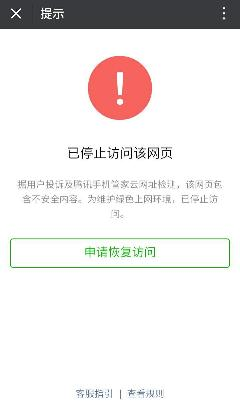 提示
已停止访问该网页
据用户投诉及腾讯手机管家云网址检测，该网页包
含不安全内容。为维护绿色上网环境，已停止访
问。
申请恢复访问
客服指引 | 查看规则